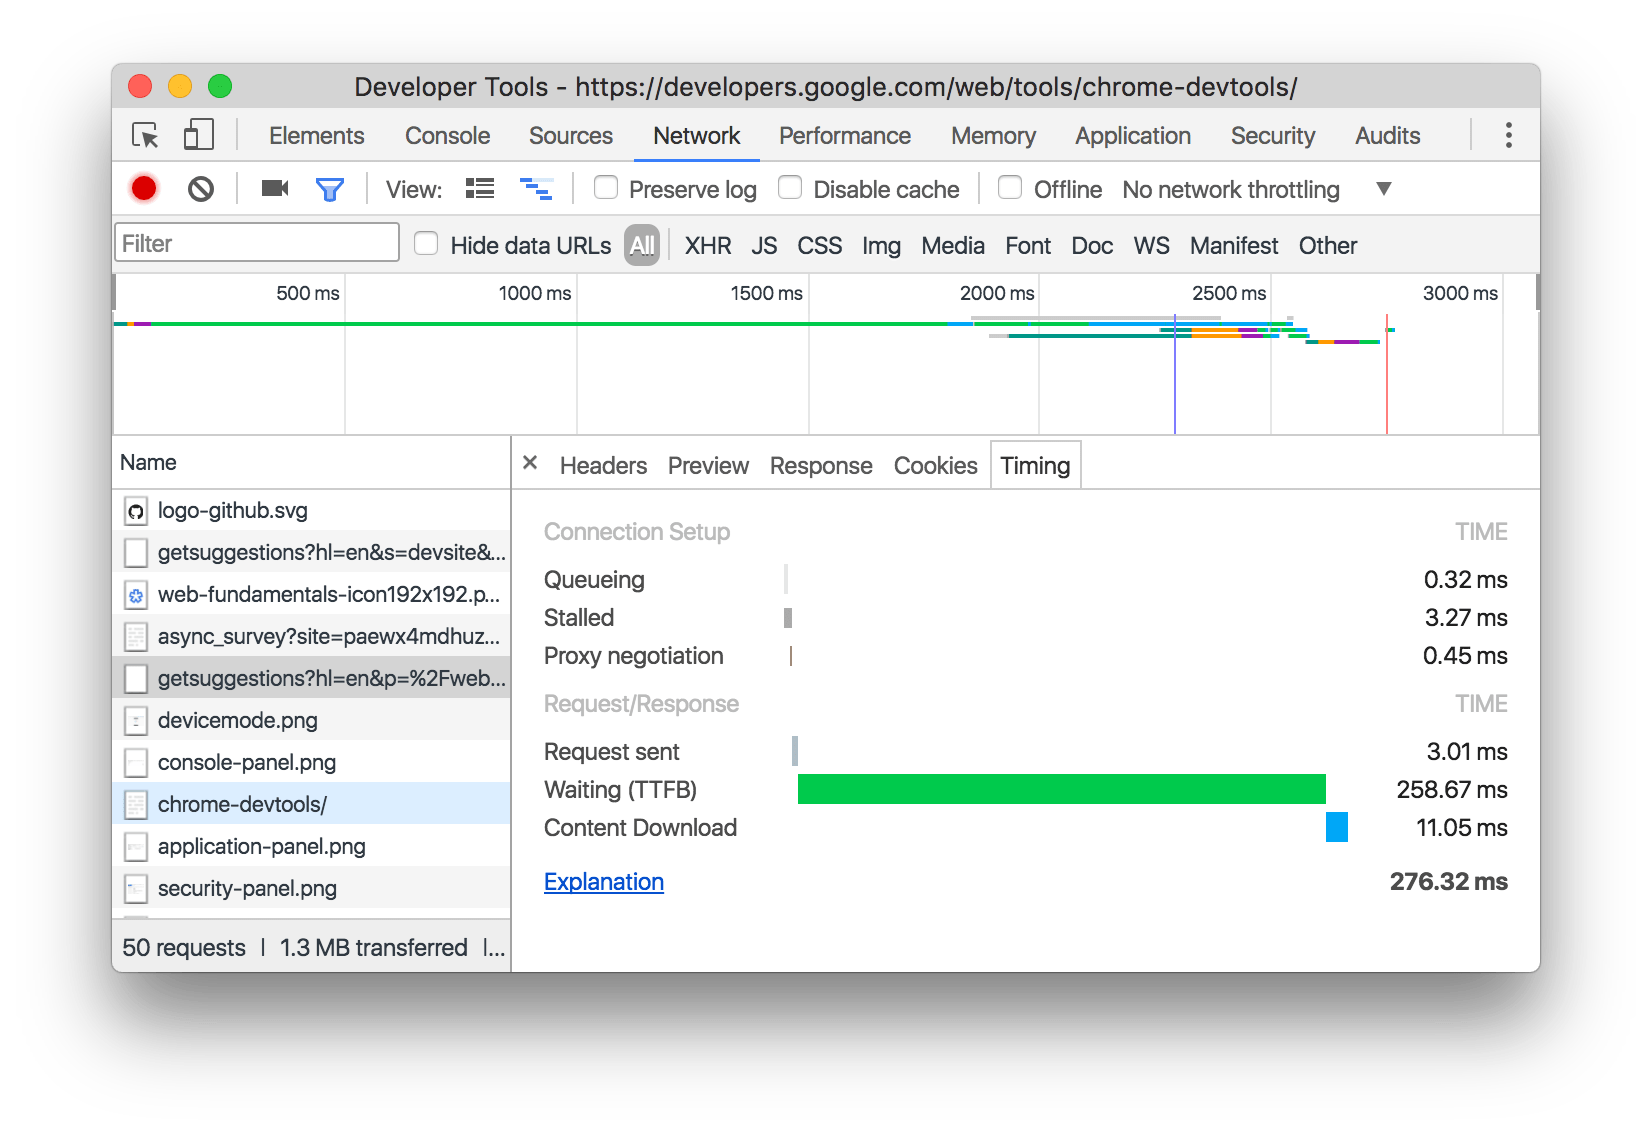 Developer Tools - https://developers.google.com/web/tools/chrome-devtools/
Elements Console Sources Network Performance Memory Application Security Audits
View: Preserve log Disable cache Offline No network throttling
Filter Hide data URLs All XHR JS CSS Img Media Font Doc WS Manifest Other
500 ms 1000 ms 1500 ms 2000 ms 2500 ms 3000 ms
Name
logo-github.svg
getsuggestions?hl=en&s=devsite&...
web-fundamentals-icon192x192.p...
async_survey?site=paewx4mdhuz...
getsuggestions?hl=en&p=%2Fweb...
devicemode.png
console-panel.png
chrome-devtools/
application-panel.png
security-panel.png
50 requests | 1.3 MB transferred |...
× Headers Preview Response Cookies Timing
Connection Setup TIME
Queueing 0.32 ms
Stalled 3.27 ms
Proxy negotiation 0.45 ms
Request/Response TIME
Request sent 3.01 ms
Waiting (TTFB) 258.67 ms
Content Download 11.05 ms
Explanation 276.32 ms